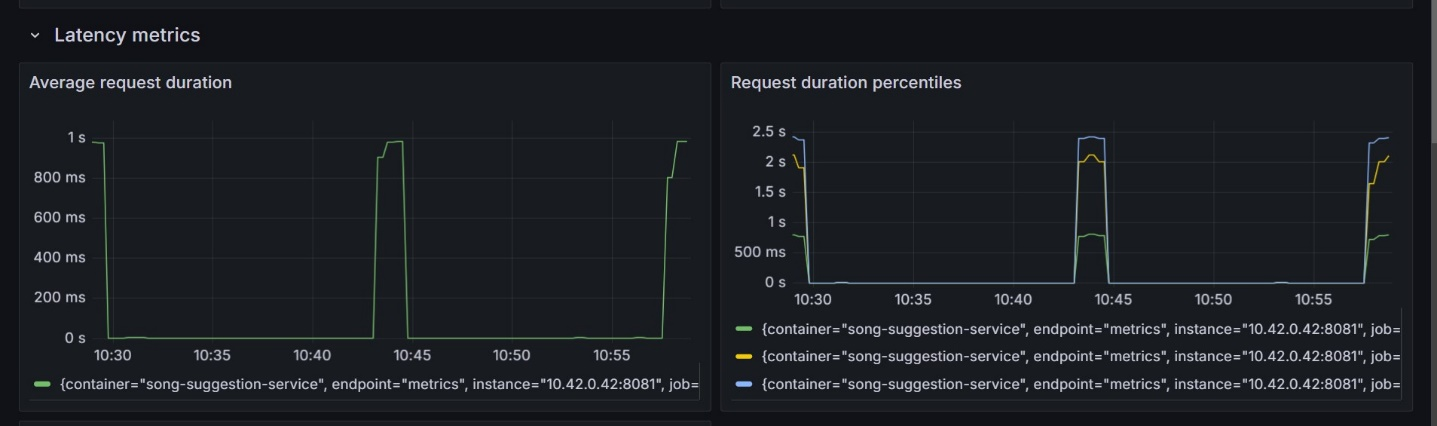 Latency metrics
Average request duration
1 s
800 ms
600 ms
400 ms
200 ms
0 s
10:30 10:35 10:40 10:45 10:50 10:55
{container="song-suggestion-service", endpoint="metrics", instance="10.42.0.42:8081", job=
Request duration percentiles
2.5 s
2 s
1.5 s
1 s
500 ms
0 s
10:30 10:35 10:40 10:45 10:50 10:55
{container="song-suggestion-service", endpoint="metrics", instance="10.42.0.42:8081", job=
{container="song-suggestion-service", endpoint="metrics", instance="10.42.0.42:8081", job=
{container="song-suggestion-service", endpoint="metrics", instance="10.42.0.42:8081", job=